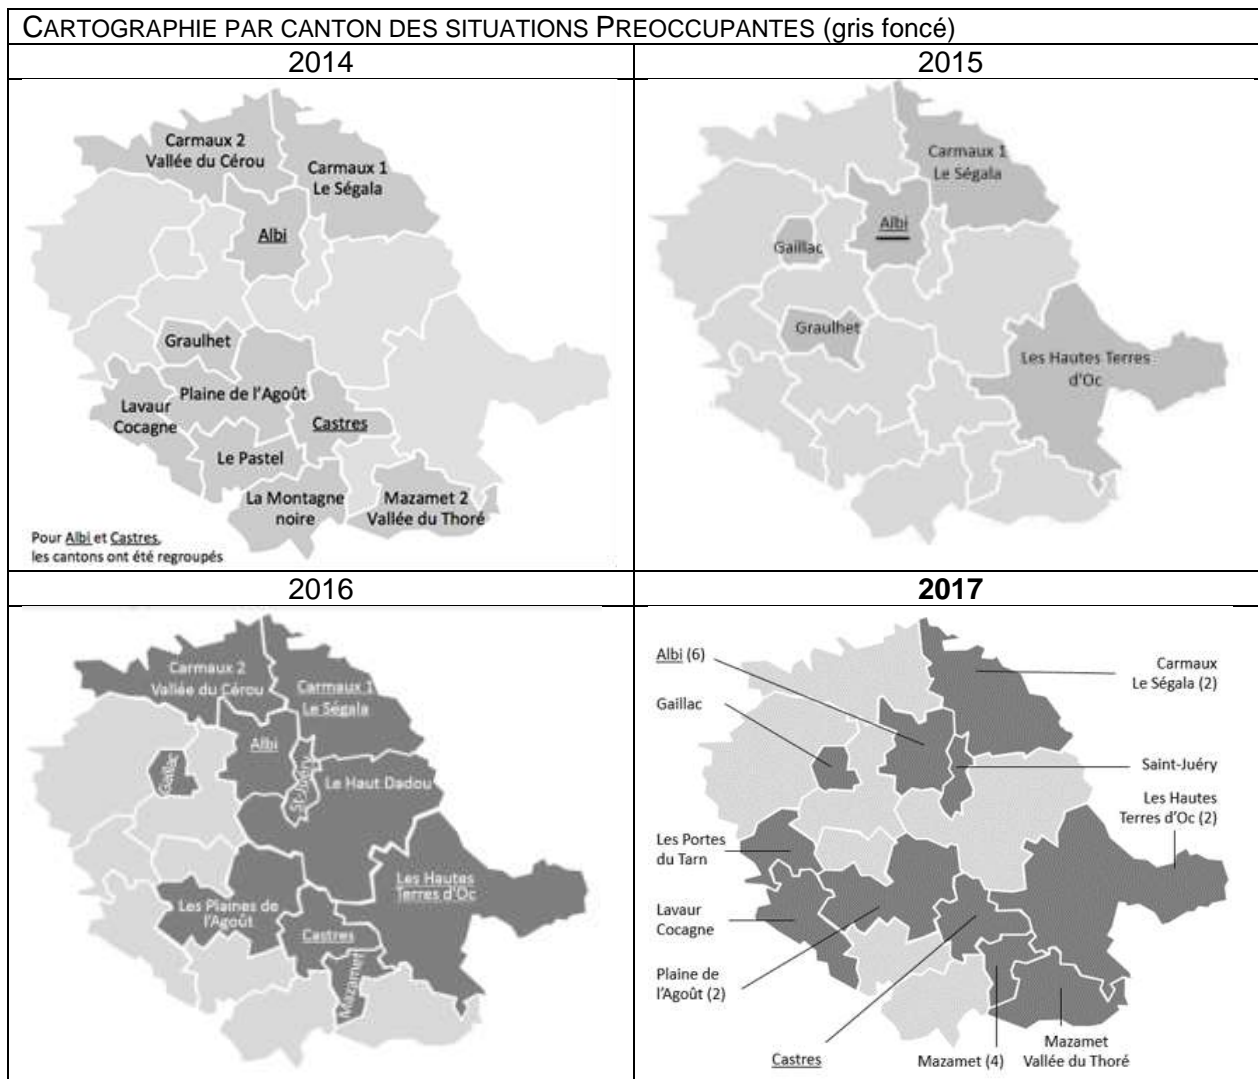 CARTOGRAPHIE PAR CANTON DES SITUATIONS PREOCCUPANTES (gris foncé)
2014
2015
Carmaux 2
Vallée du Cérou
Carmaux 1
Le Ségala
Albi
Graulhet
Plaine de l'Agoût
Lavaur
Cocagne
Castres
Le Pastel
La Montagne
noire
Mazamet 2
Vallée du Thoré
Pour Albi et Castres,
les cantons ont été regroupés
Carmaux 1
Le Ségala
Albi
Gaillac
Graulhet
Les Hautes Terres
d'Oc
2016
2017
Carmaux 2
Vallée du Cérou
Carmaux 1
Le Ségala
Albi
Gaillac
St-Juéry
Le Haut Dadou
Les Hautes
Terres d'Oc
Les Plaines de
l'Agoût
Castres
Mazamet
Albi (6)
Carmaux
Le Ségala (2)
Gaillac
Saint-Juéry
Les Hautes
Terres d'Oc (2)
Les Portes
du Tarn
Lavaur
Cocagne
Plaine de
l'Agoût (2)
Castres
Mazamet (4)
Mazamet
Vallée du Thoré